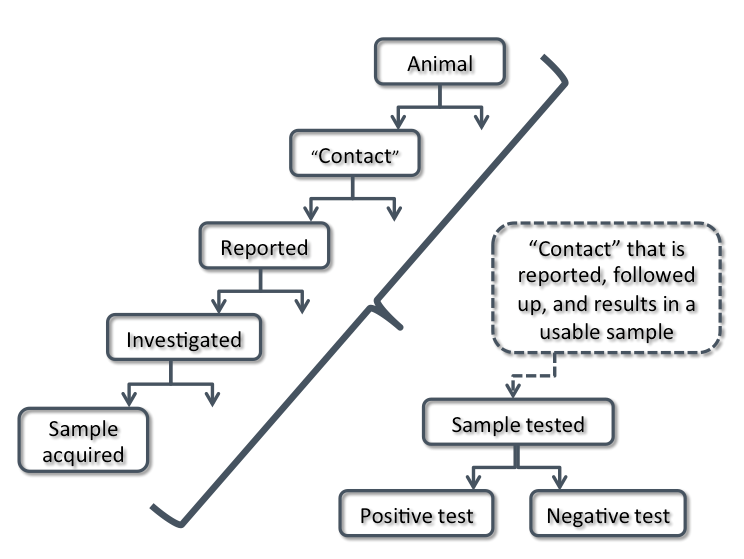 Animal
“Contact”
Reported
Investigated
Sample
acquired
“Contact” that is
reported, followed
up, and results in a
usable sample
Sample tested
Positive test
Negative test